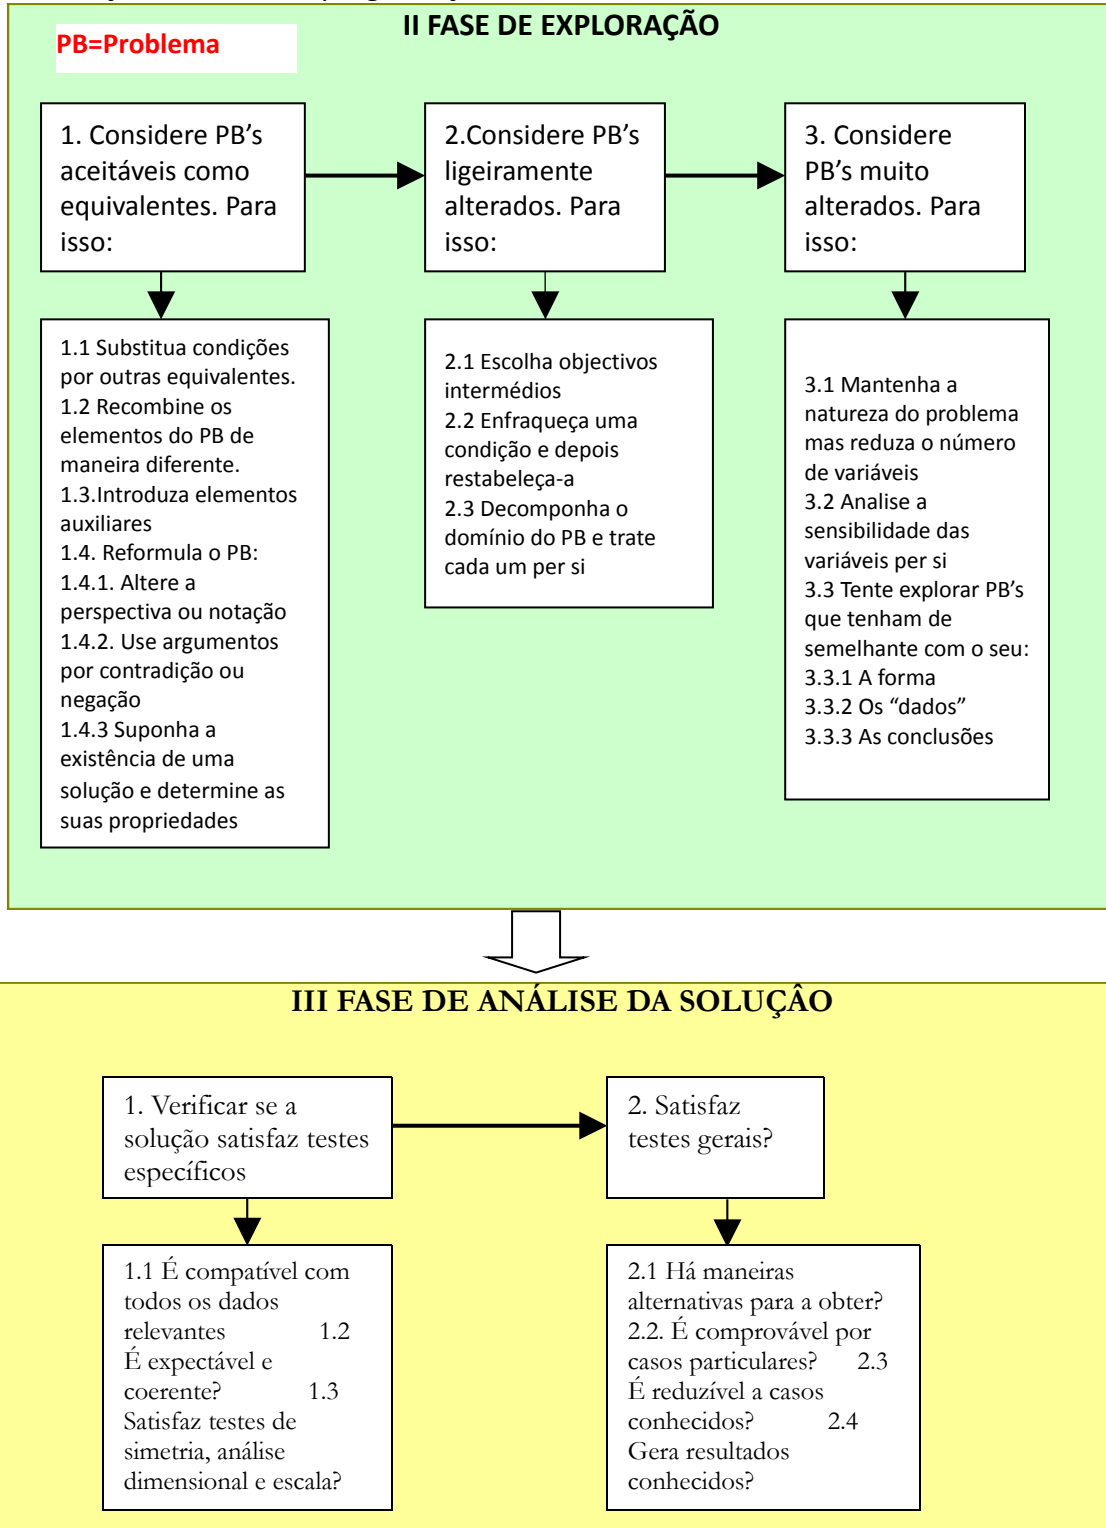 II FASE DE EXPLORAÇÃO
PB=Problema
1. Considere PB’s
aceitáveis como
equivalentes. Para
isso:
2.Considere PB’s
ligeiramente
alterados. Para
isso:
3. Considere
PB’s muito
alterados. Para
isso:
1.1 Substitua condições
por outras equivalentes.
1.2 Recombine os
elementos do PB de
maneira diferente.
1.3.Introduza elementos
auxiliares
1.4. Reformula o PB:
1.4.1. Altere a
perspectiva ou notação
1.4.2. Use argumentos
por contradição ou
negação
1.4.3 Suponha a
existência de uma
solução e determine as
suas propriedades
2.1 Escolha objectivos
intermédios
2.2 Enfraqueça uma
condição e depois
restabeleça-a
2.3 Decomponha o
domínio do PB e trate
cada um per si
3.1 Mantenha a
natureza do problema
mas reduza o número
de variáveis
3.2 Analise a
sensibilidade das
variáveis per si
3.3 Tente explorar PB’s
que tenham de
semelhante com o seu:
3.3.1 A forma
3.3.2 Os “dados”
3.3.3 As conclusões
III FASE DE ANÁLISE DA SOLUÇÂO
1. Verificar se a
solução satisfaz testes
específicos
2. Satisfaz
testes gerais?
1.1 É compatível com
todos os dados
relevantes 1.2
É expectável e
coerente? 1.3
Satisfaz testes de
simetria, análise
dimensional e escala?
2.1 Há maneiras
alternativas para a obter?
2.2. É comprovável por
casos particulares? 2.3
É reduzível a casos
conhecidos? 2.4
Gera resultados
conhecidos?